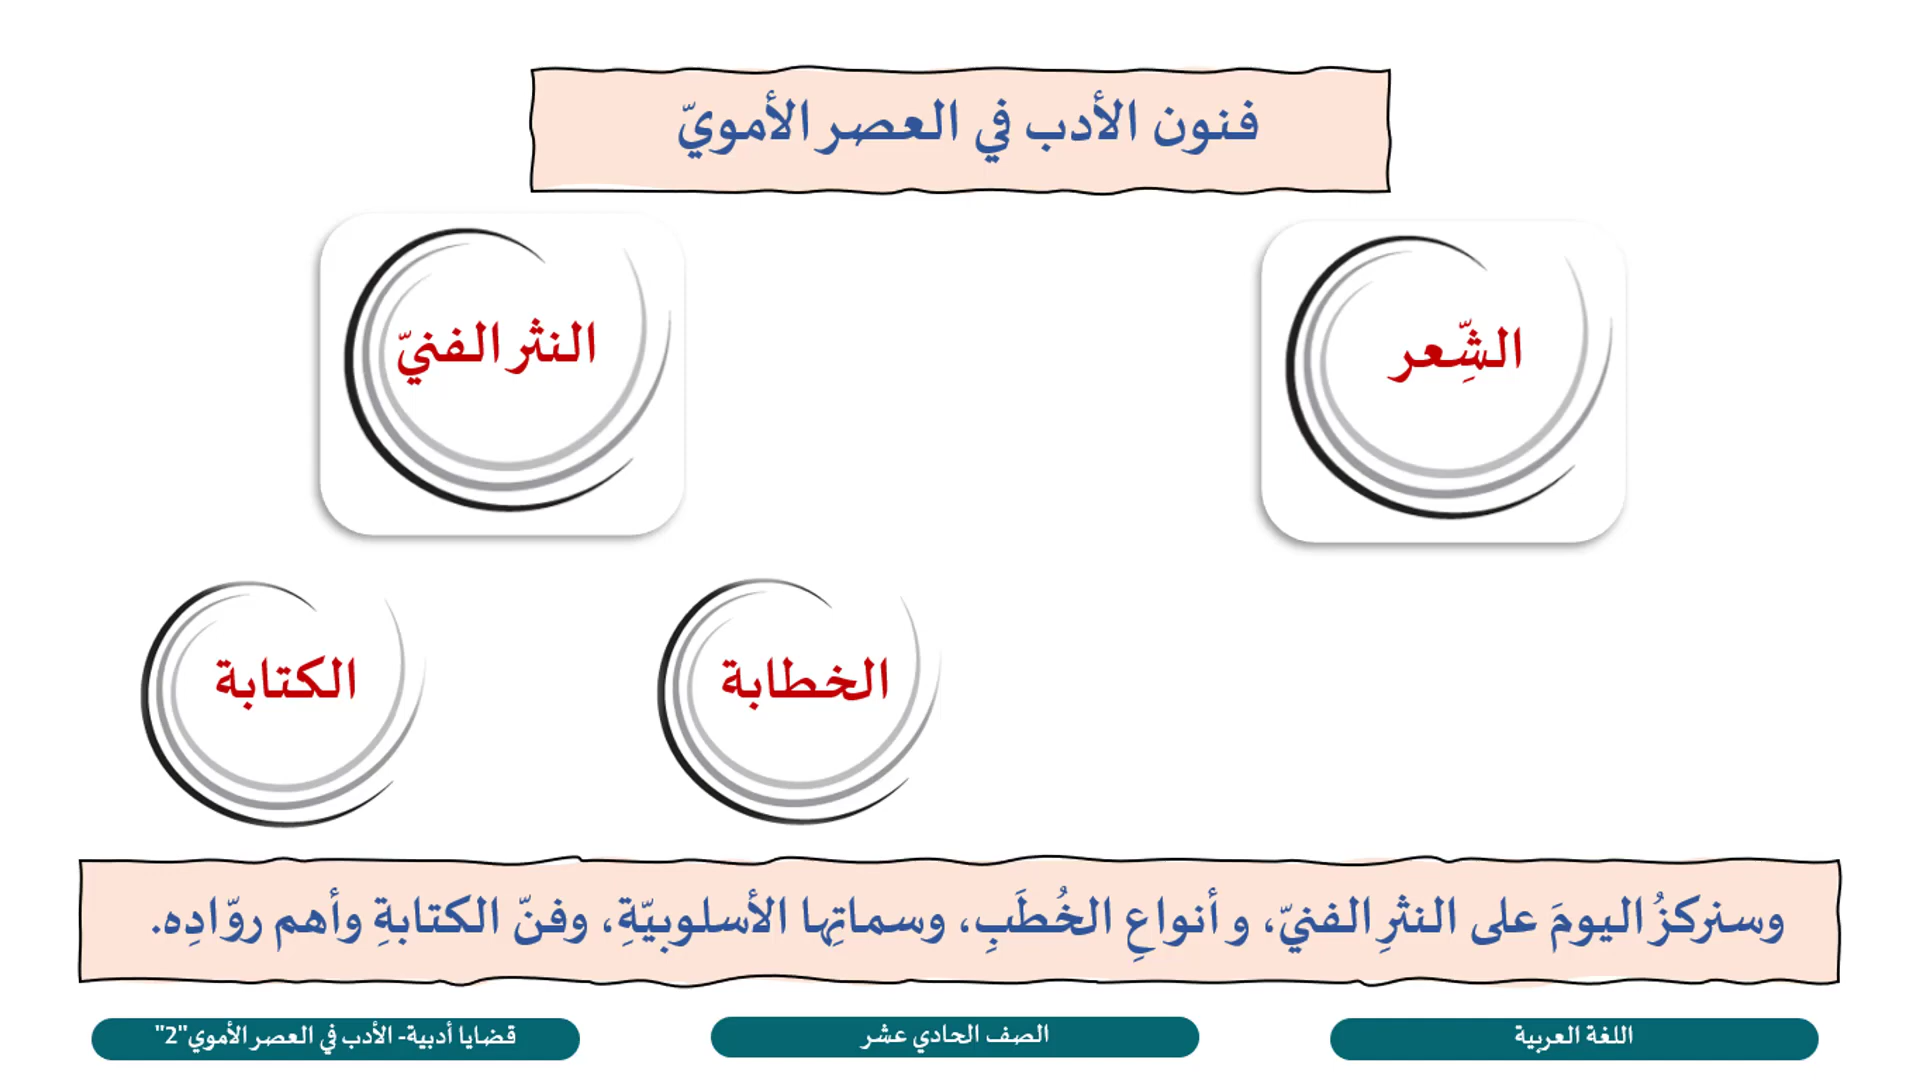 فنون الأدب في العصر الأمويّ
الشِّعر
النثر الفنيّ
الخطابة
الكتابة
وسنركزُ اليومَ على النثرِ الفنيّ، وأنواعِ الخُطَبِ، وسماتِها الأسلوبيّةِ، وفنّ الكتابةِ وأهم روّادِه.
اللغة العربية
الصف الحادي عشر
قضايا أدبية- الأدب في العصر الأموي"2"